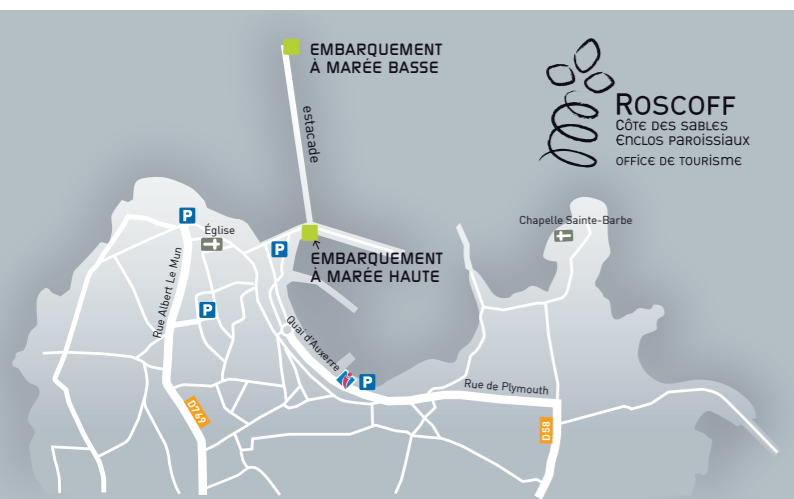 EMBARQUEMENT
À MARÉE BASSE
estacade
ROSCOFF
CÔTE DES SABLES
ENCLOS PAROISSIAUX
OFFICE DE TOURISME
P
Église
P
EMBARQUEMENT
À MARÉE HAUTE
Chapelle Sainte-Barbe
Rue Albert Le Mun
P
Quai d'Auxerre
P
Rue de Plymouth
D769
D58